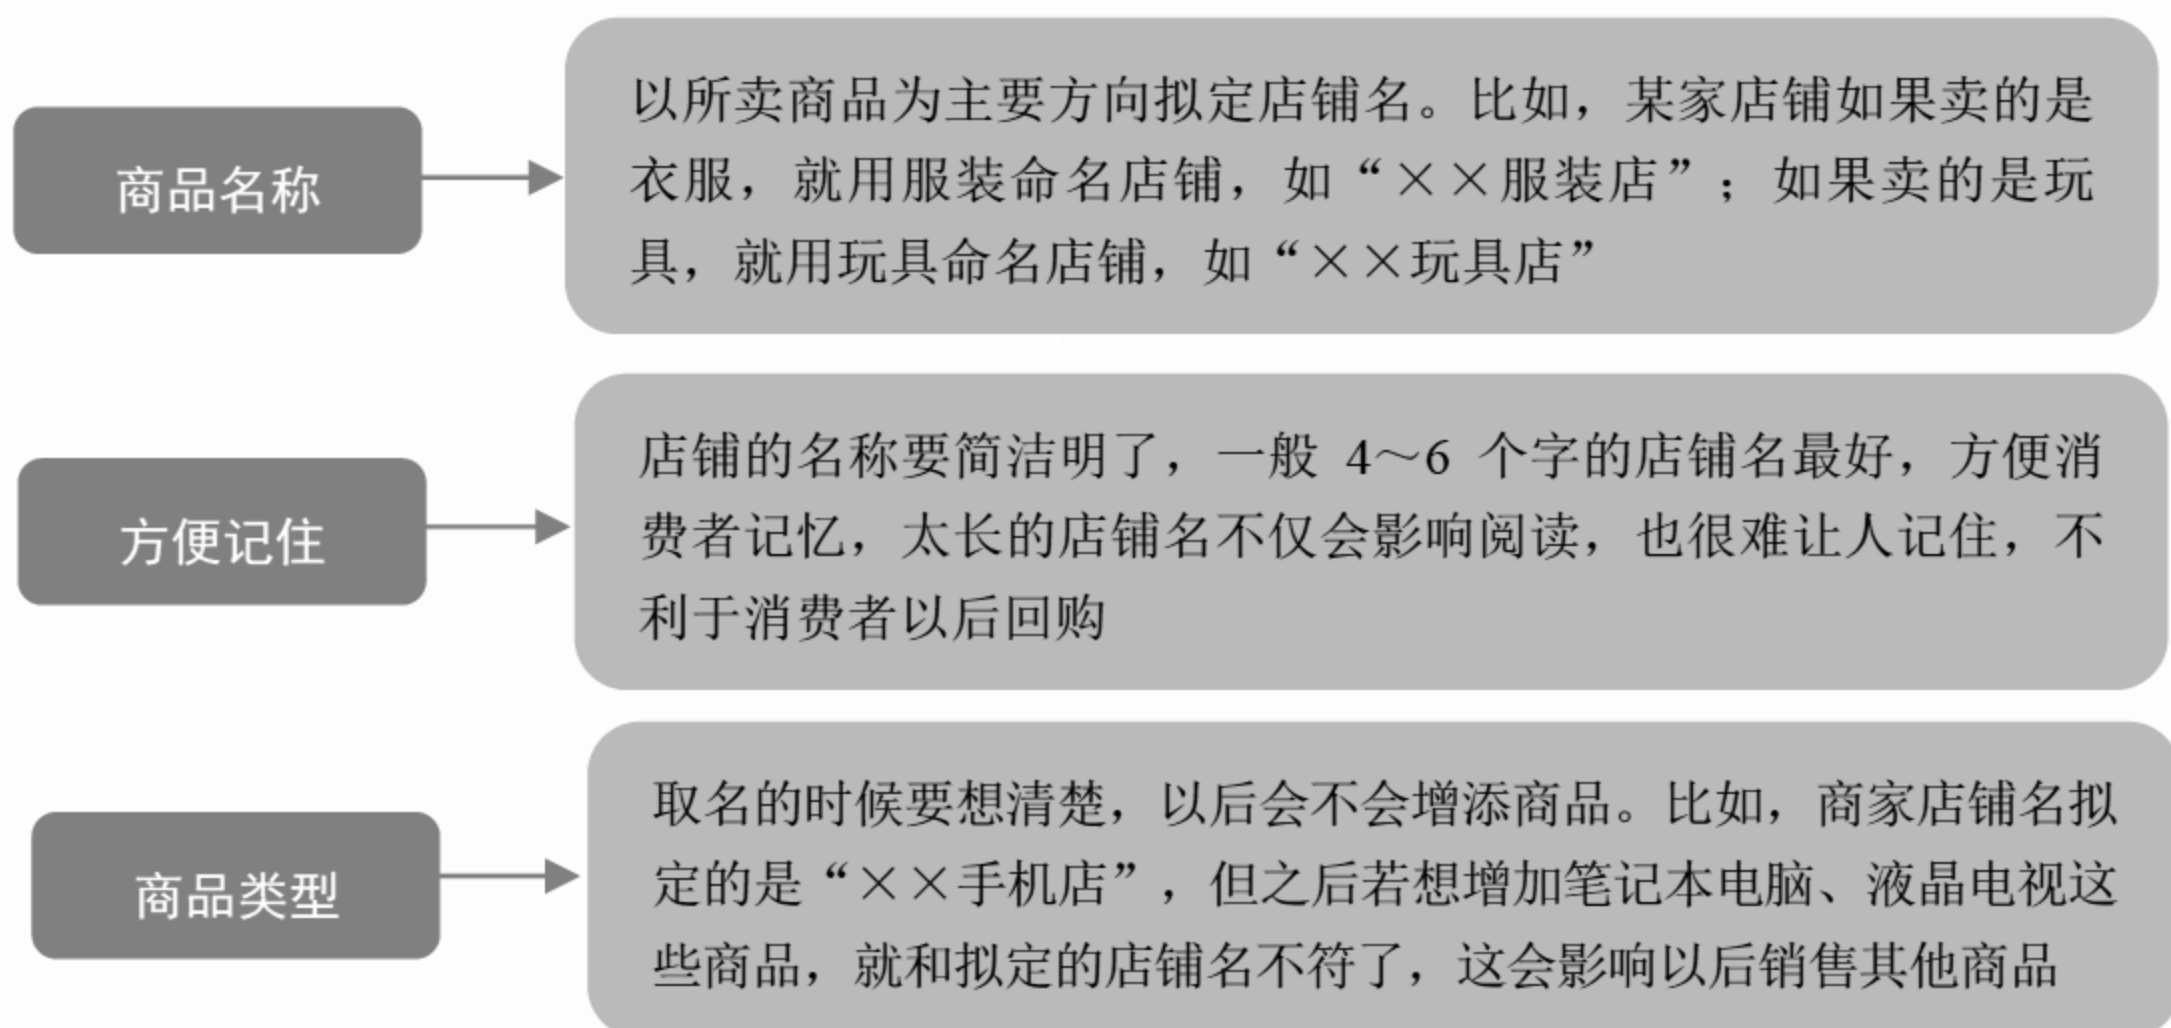 商品名称
以所卖商品为主要方向拟定店铺名。比如，某家店铺如果卖的是
衣服，就用服装命名店铺，如“××服装店”；如果卖的是玩
具，就用玩具命名店铺，如“××玩具店”
方便记住
店铺的名称要简洁明了，一般 4～6 个字的店铺名最好，方便消
费者记忆，太长的店铺名不仅会影响阅读，也很难让人记住，不
利于消费者以后回购
商品类型
取名的时候要想清楚，以后会不会增添商品。比如，商家店铺名拟
定的是“××手机店”，但之后若想增加笔记本电脑、液晶电视这
些商品，就和拟定的店铺名不符了，这会影响以后销售其他商品